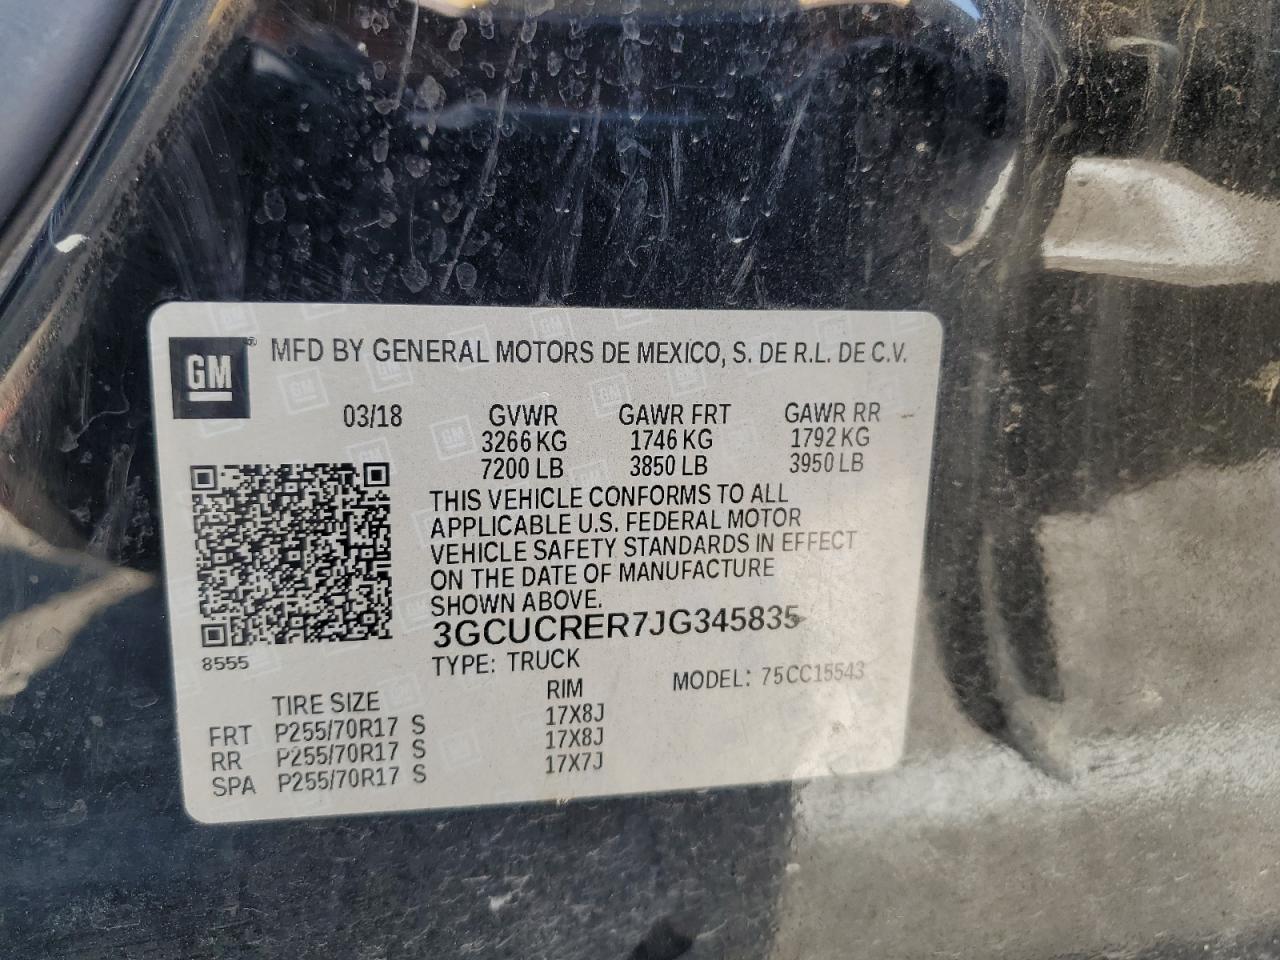 GM MFD BY GENERAL MOTORS DE MEXICO, S. DE R.L. DE C.V.
03/18 GVWR GAWR FRT GAWR RR
3266 KG 1746 KG 1792 KG
7200 LB 3850 LB 3950 LB
THIS VEHICLE CONFORMS TO ALL
APPLICABLE U.S. FEDERAL MOTOR
VEHICLE SAFETY STANDARDS IN EFFECT
ON THE DATE OF MANUFACTURE
SHOWN ABOVE.
3GCUCRER7JG345835
8555
TYPE: TRUCK MODEL: 75CC15543
TIRE SIZE RIM
FRT P255/70R17 S 17X8J
RR P255/70R17 S 17X8J
SPA P255/70R17 S 17X7J